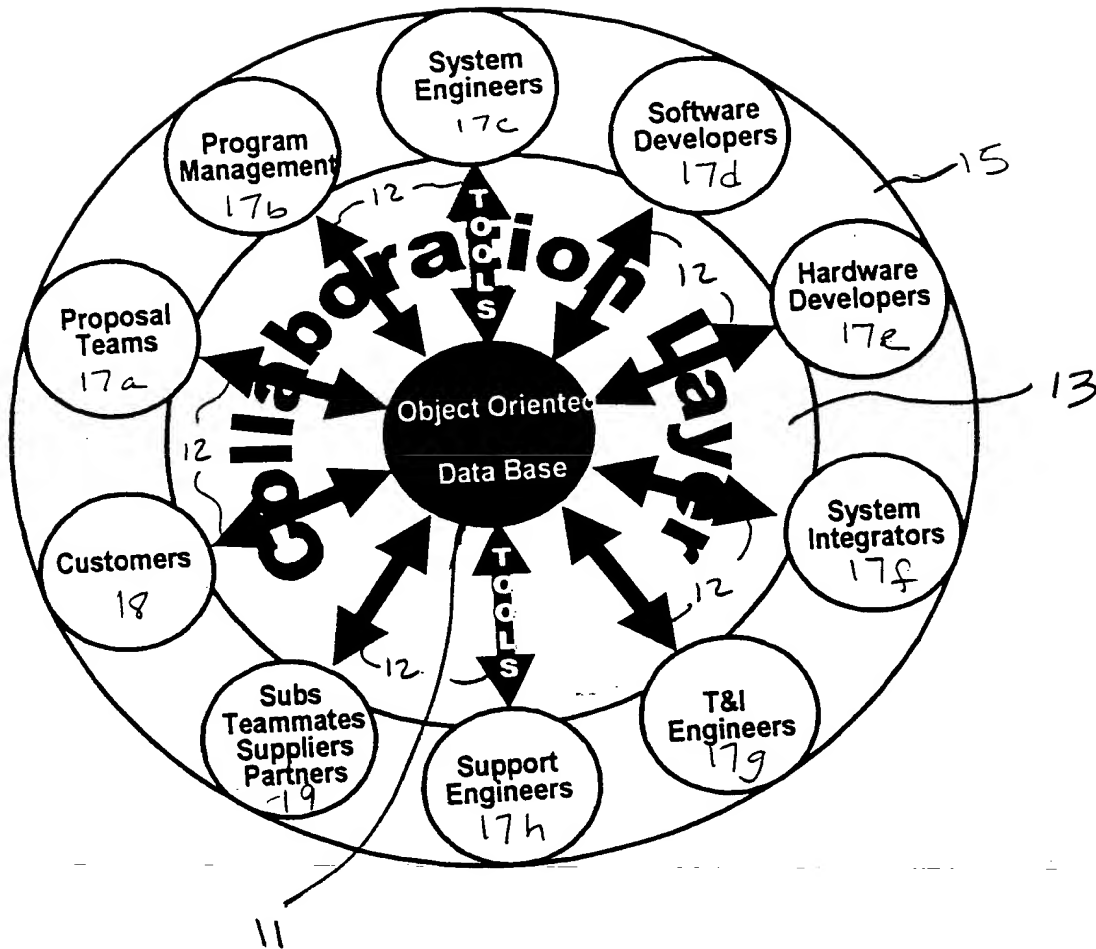 System
Engineers
17c
Software
Developers
17d
Program
Management
17b
15
12
TOOLS
Collaboration Layer
12
12
Hardware
Developers
17e
Proposal
Teams
17a
13
12
Object Oriented
Data Base
System
Integrators
17f
Customers
18
12
TOOLS
12
T&I
Engineers
17g
Subs
Teammates
Suppliers
Partners
19
Support
Engineers
17h
11